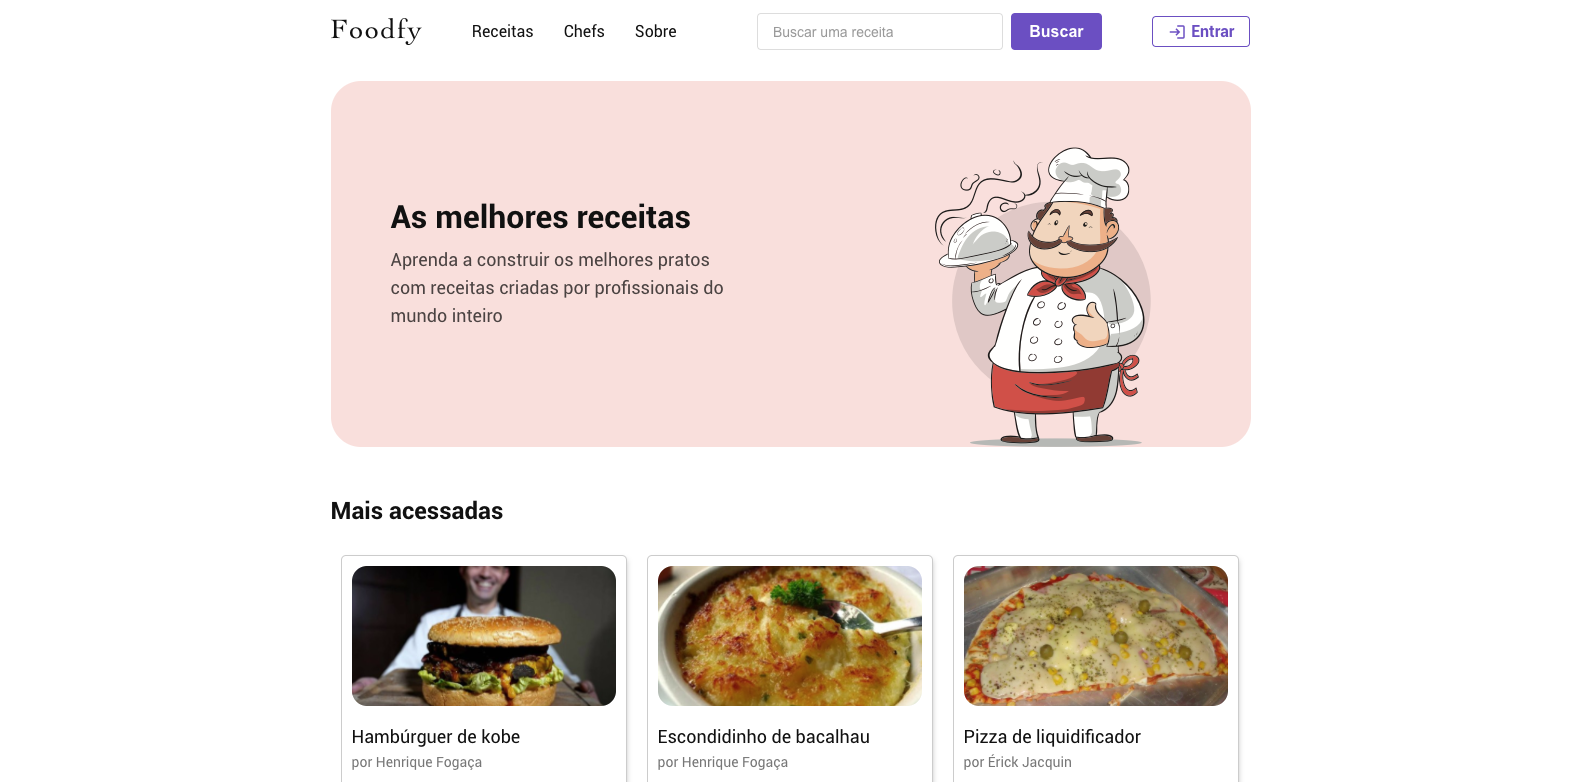 Foodfy
Receitas
Chefs
Sobre
Buscar uma receita
Buscar
Entrar
As melhores receitas
Aprenda a construir os melhores pratos
com receitas criadas por profissionais do
mundo inteiro
Mais acessadas
Hambúrguer de kobe
por Henrique Fogaça
Escondidinho de bacalhau
por Henrique Fogaça
Pizza de liquidificador
por Érick Jacquin